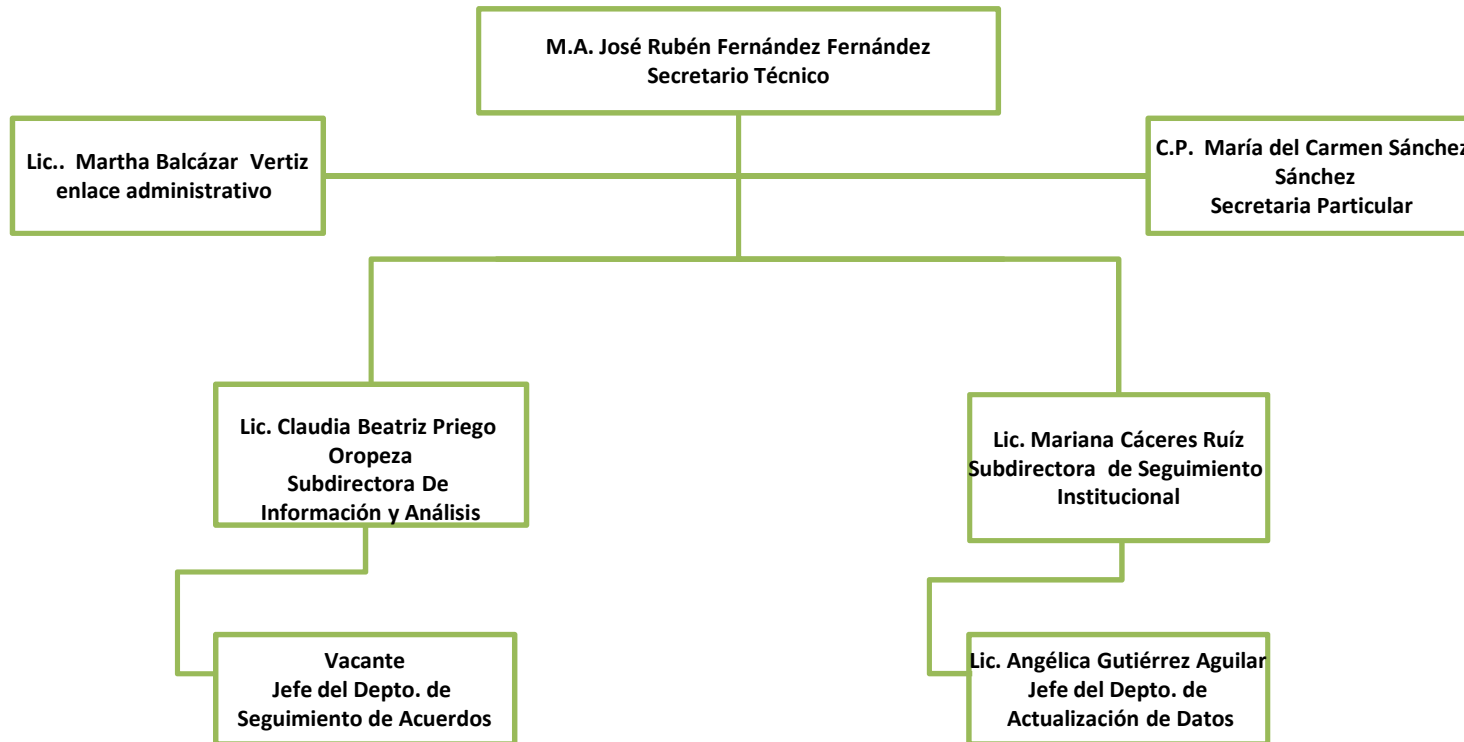 M.A. José Rubén Fernández Fernández
Secretario Técnico
Lic.. Martha Balcázar Vertiz
enlace administrativo
C.P. María del Carmen Sánchez
Sánchez
Secretaria Particular
Lic. Claudia Beatriz Priego
Oropeza
Subdirectora De
Información y Análisis
Lic. Mariana Cáceres Ruíz
Subdirectora de Seguimiento
Institucional
Vacante
Jefe del Depto. de
Seguimiento de Acuerdos
Lic. Angélica Gutiérrez Aguilar
Jefe del Depto. de
Actualización de Datos